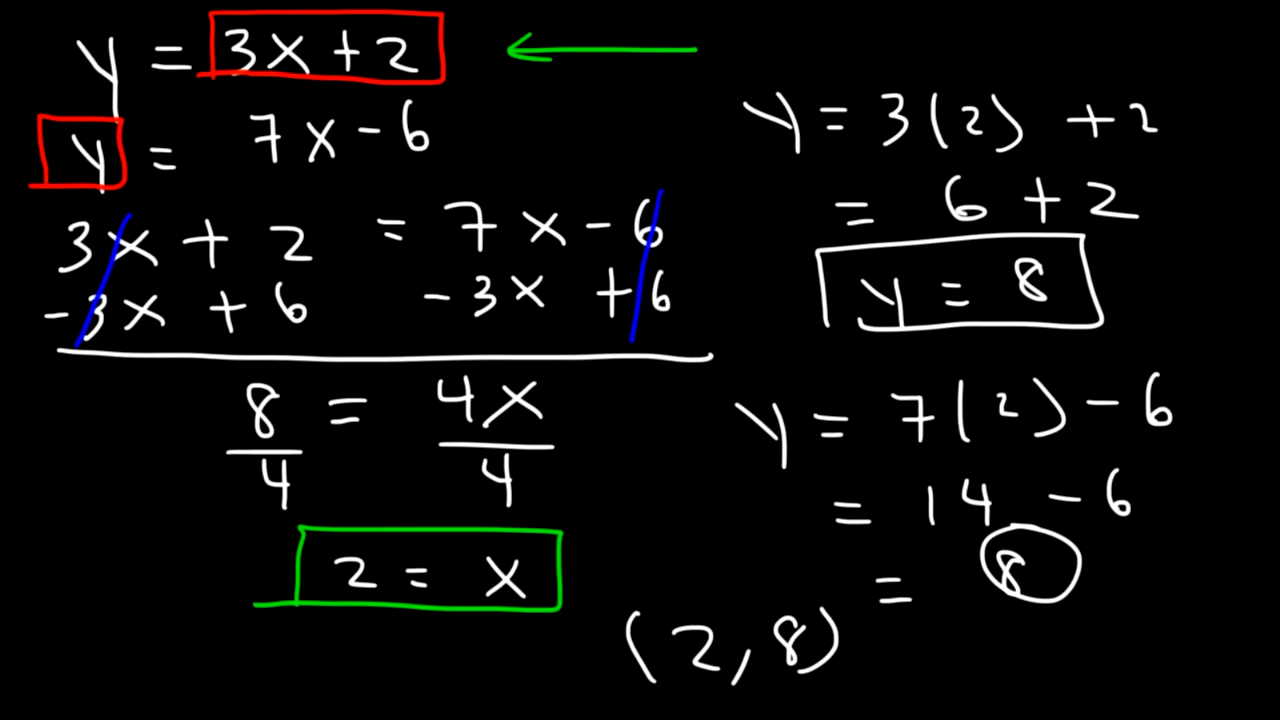 y = 3x + 2
y = 7x - 6
3x + 2 = 7x - 6
-3x + 6 -3x + 6
8 = 4x
4 4
2 = x
y = 3(2) + 2
= 6 + 2
y = 8
y = 7(2) - 6
= 14 - 6
= 8
(2, 8)